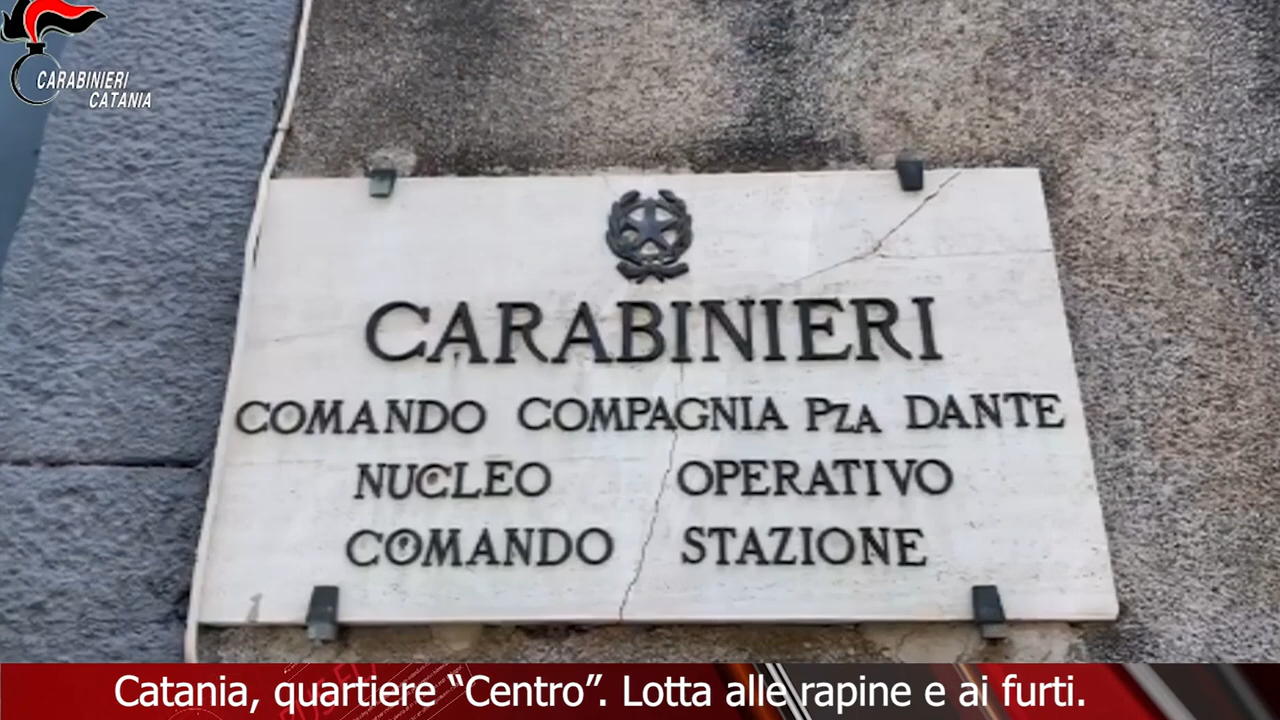 CARABINIERI
CATANIA
CARABINIERI
COMANDO COMPAGNIA PZA DANTE
NUCLEO OPERATIVO
COMANDO STAZIONE
Catania, quartiere “Centro”. Lotta alle rapine e ai furti.